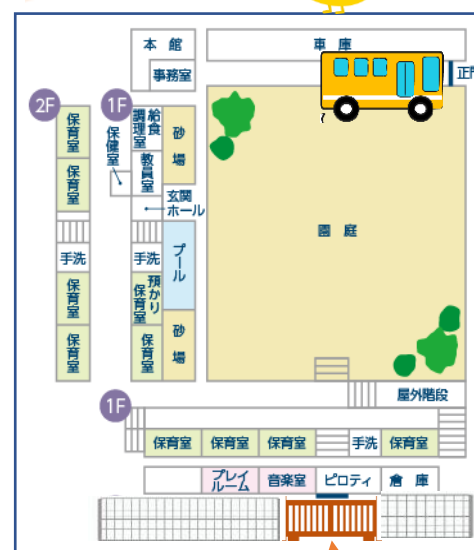 本館
事務室
車庫
正門
2F
保育室
保育室
手洗
保育室
保育室
1F
給食
調理室
保健室
教員室
玄関
ホール
手洗
預かり
保育室
保育室
砂場
プール
砂場
園庭
屋外階段
1F
保育室
保育室
保育室
手洗
保育室
プレイ
ルーム
音楽室
ピロティ
倉庫